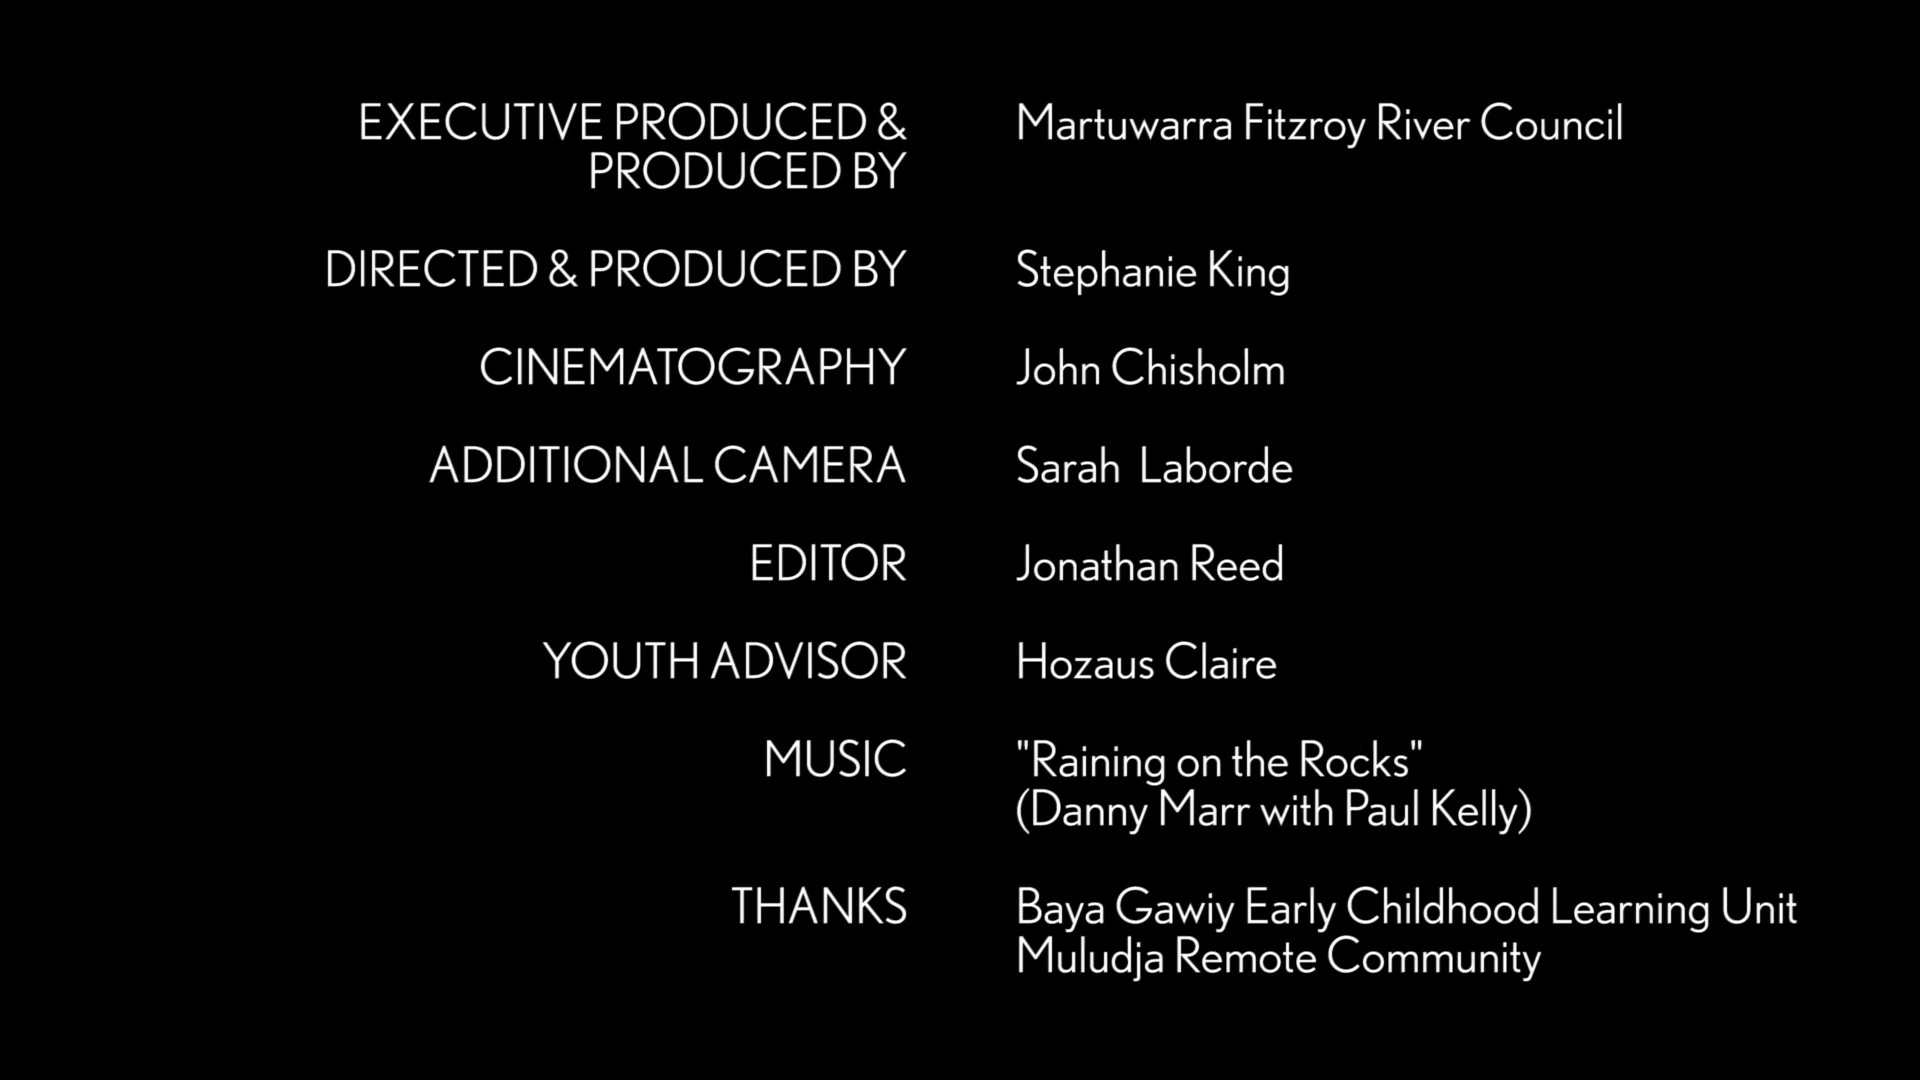 EXECUTIVE PRODUCED & Martuwarra Fitzroy River Council
PRODUCED BY
DIRECTED & PRODUCED BY Stephanie King
CINEMATOGRAPHY John Chisholm
ADDITIONAL CAMERA Sarah  Laborde
EDITOR Jonathan Reed
YOUTH ADVISOR Hozaus Claire
MUSIC "Raining on the Rocks"
(Danny Marr with Paul Kelly)
THANKS Baya Gawiy Early Childhood Learning Unit
Muludja Remote Community